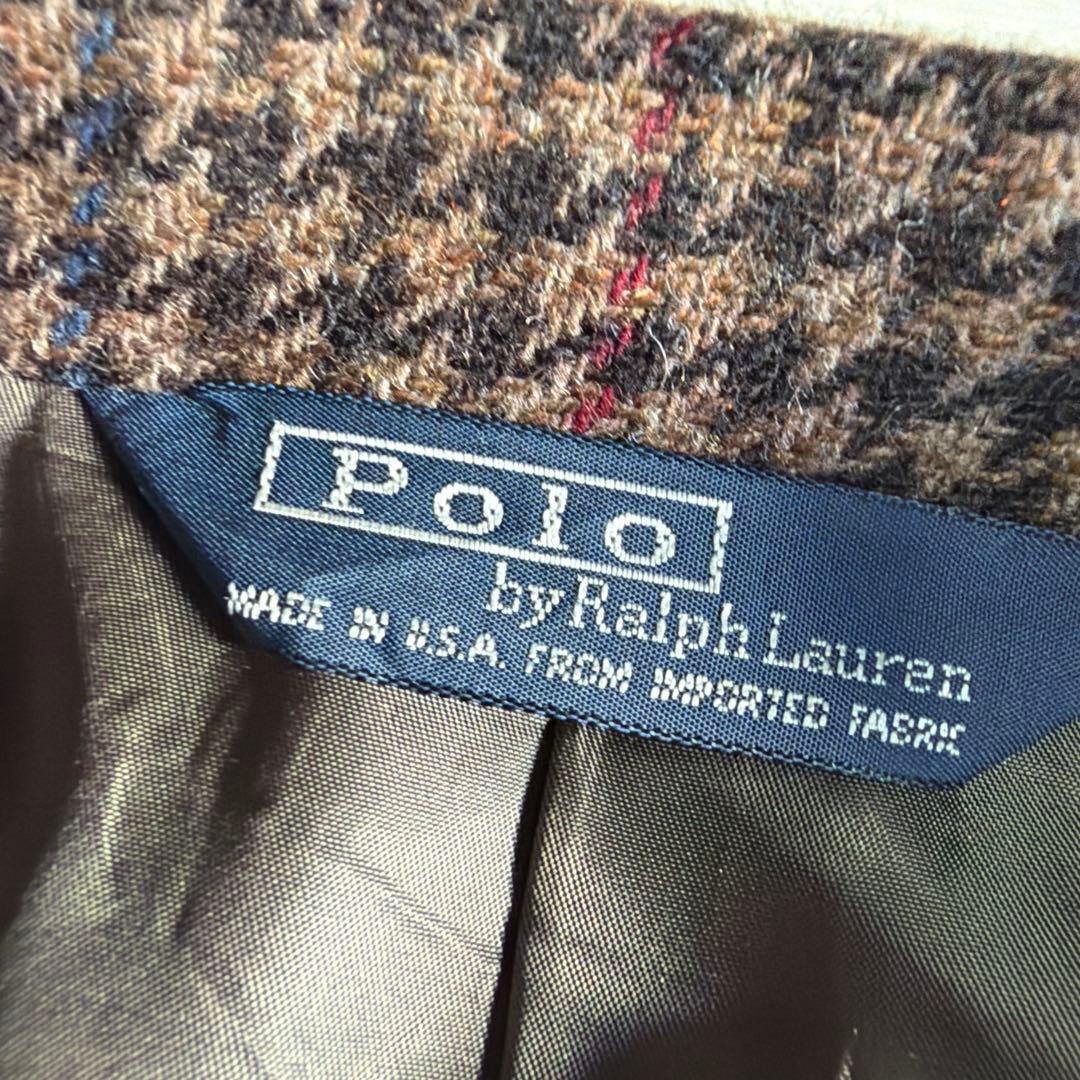 Polo
by Ralph Lauren
MADE IN U.S.A. FROM IMPORTED FABRIC